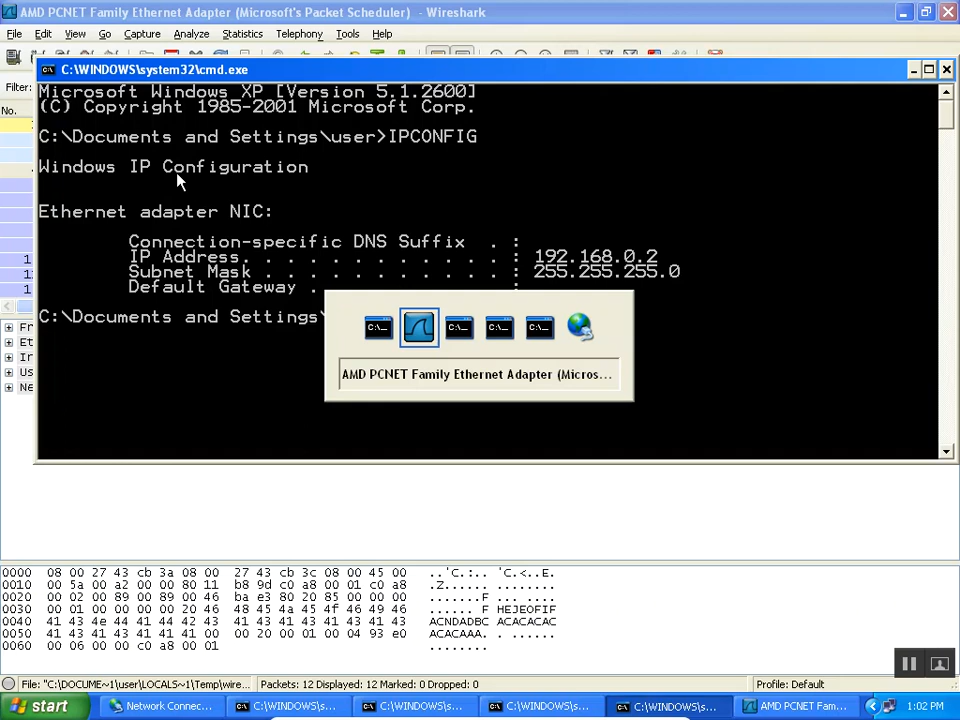 AMD PCNET Family Ethernet Adapter (Microsoft's Packet Scheduler) - Wireshark
File Edit View Go Capture Analyze Statistics Telephony Tools Help
Filter:
C:\WINDOWS\system32\cmd.exe
No.
Microsoft Windows XP [Version 5.1.2600]
(C) Copyright 1985-2001 Microsoft Corp.
C:\Documents and Settings\user>IPCONFIG
Windows IP Configuration
Ethernet adapter NIC:
Connection-specific DNS Suffix . :
IP Address. . . . . . . . . . . . : 192.168.0.2
Subnet Mask . . . . . . . . . . . : 255.255.255.0
Default Gateway . :
C:\Documents and Settings\
Fr
Et
In
Us
Ne
C:\... C:\... C:\... C:\...
AMD PCNET Family Ethernet Adapter (Micros...
0000 08 00 27 43 cb 3a 08 00 27 43 cb 3c 08 00 45 00 ..'C.:.. 'C.<..E.
0010 00 5a 00 a2 00 00 80 11 b8 9d c0 a8 00 01 c0 a8 .Z...... ........
0020 00 02 00 89 00 89 00 46 ba e3 80 20 85 00 00 00 .......F ... ....
0030 00 01 00 00 00 00 20 46 48 45 4a 45 4f 46 49 46 ...... F HEJEOFIF
0040 41 43 4e 44 41 44 42 43 41 43 41 43 41 43 41 43 ACNDADBC ACACACAC
0050 41 43 41 43 41 41 41 00 00 20 00 01 00 04 93 e0 ACACAAA. . ......
0060 00 06 00 00 c0 a8 00 01 ........
File: "C:\DOCUME~1\user\LOCALS~1\Temp\wire... Packets: 12 Displayed: 12 Marked: 0 Dropped: 0 Profile: Default
start Network Connec... C:\WINDOWS\s... C:\WINDOWS\s... C:\WINDOWS\s... C:\WINDOWS\s... AMD PCNET Fam... 1:02 PM